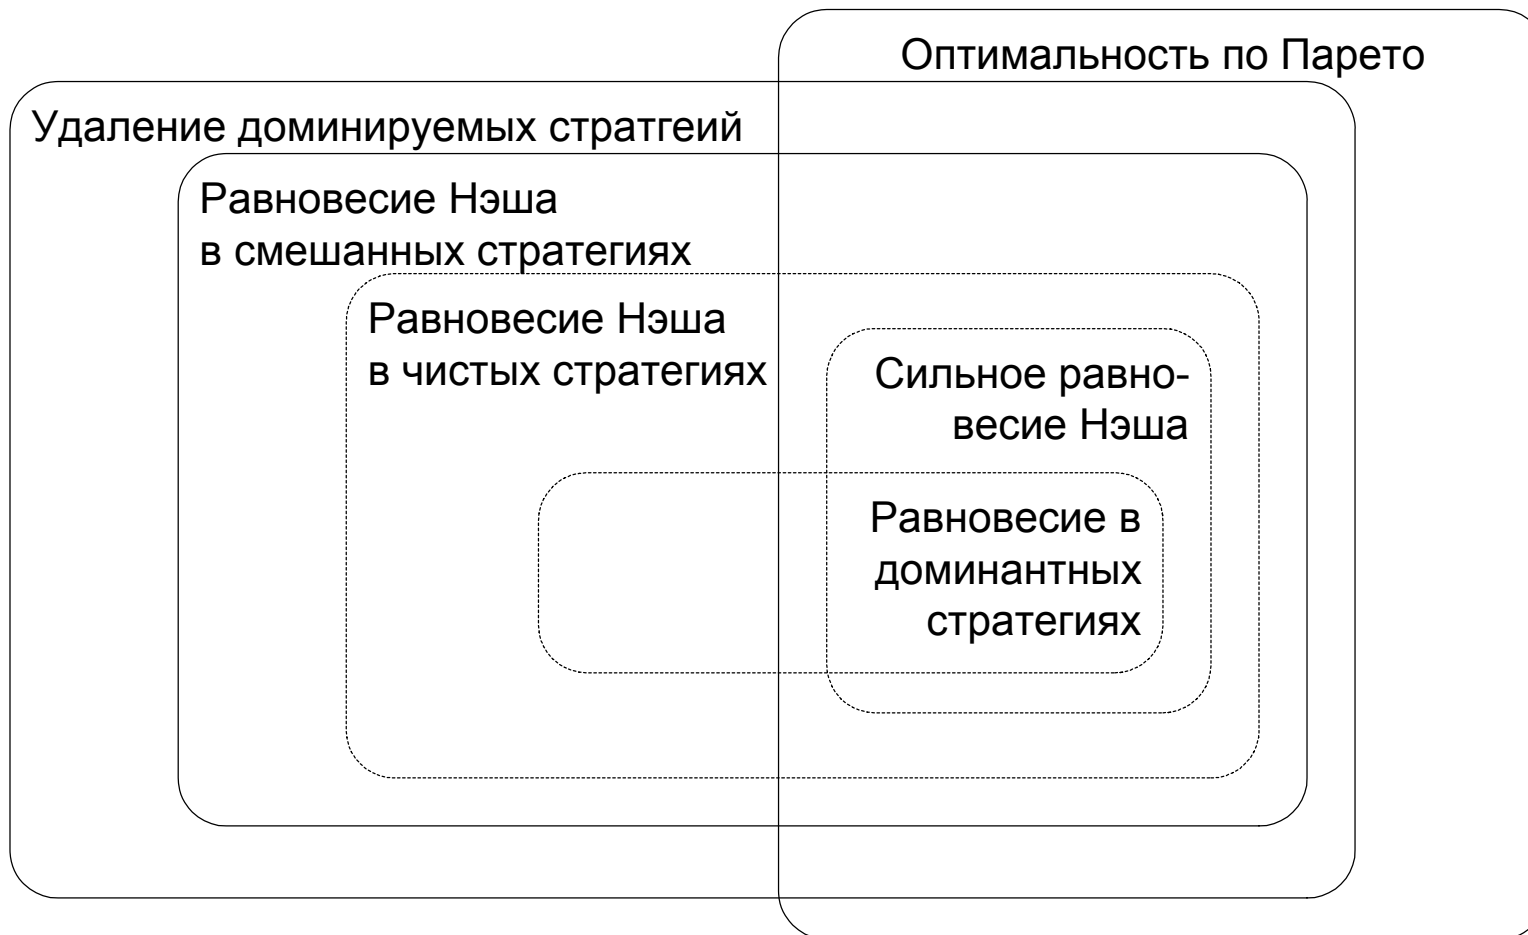 Оптимальность по Парето
Удаление доминируемых стратгеий
Равновесие Нэша
в смешанных стратегиях
Равновесие Нэша
в чистых стратегиях
Сильное равно-
весие Нэша
Равновесие в
доминантных
стратегиях